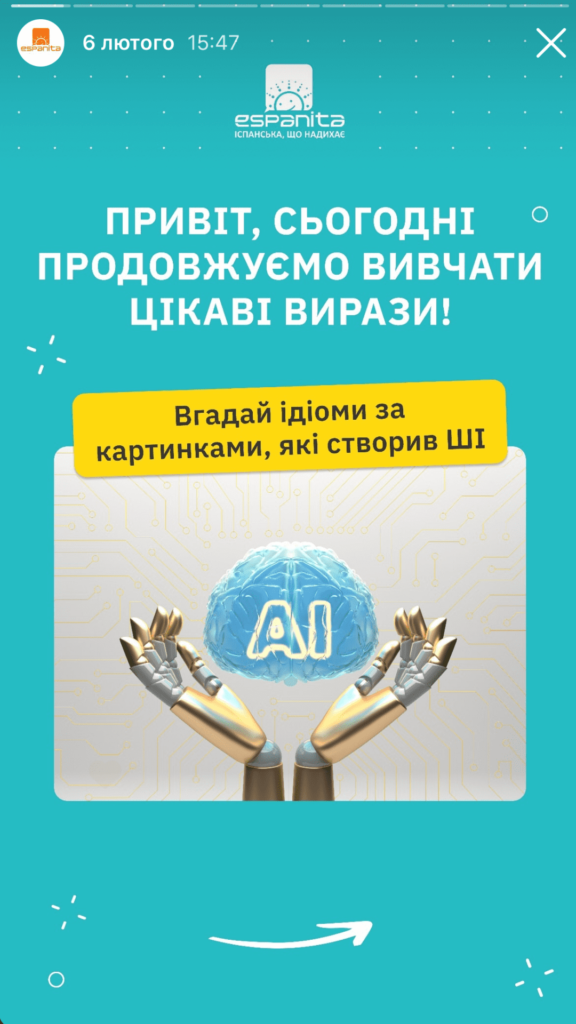 espanita
6 лютого 15:47
espanita
ІСПАНСЬКА, ЩО НАДИХАЄ
ПРИВІТ, СЬОГОДНІ
ПРОДОВЖУЄМО ВИВЧАТИ
ЦІКАВІ ВИРАЗИ!
Вгадай ідіоми за
картинками, які створив ШІ
AI